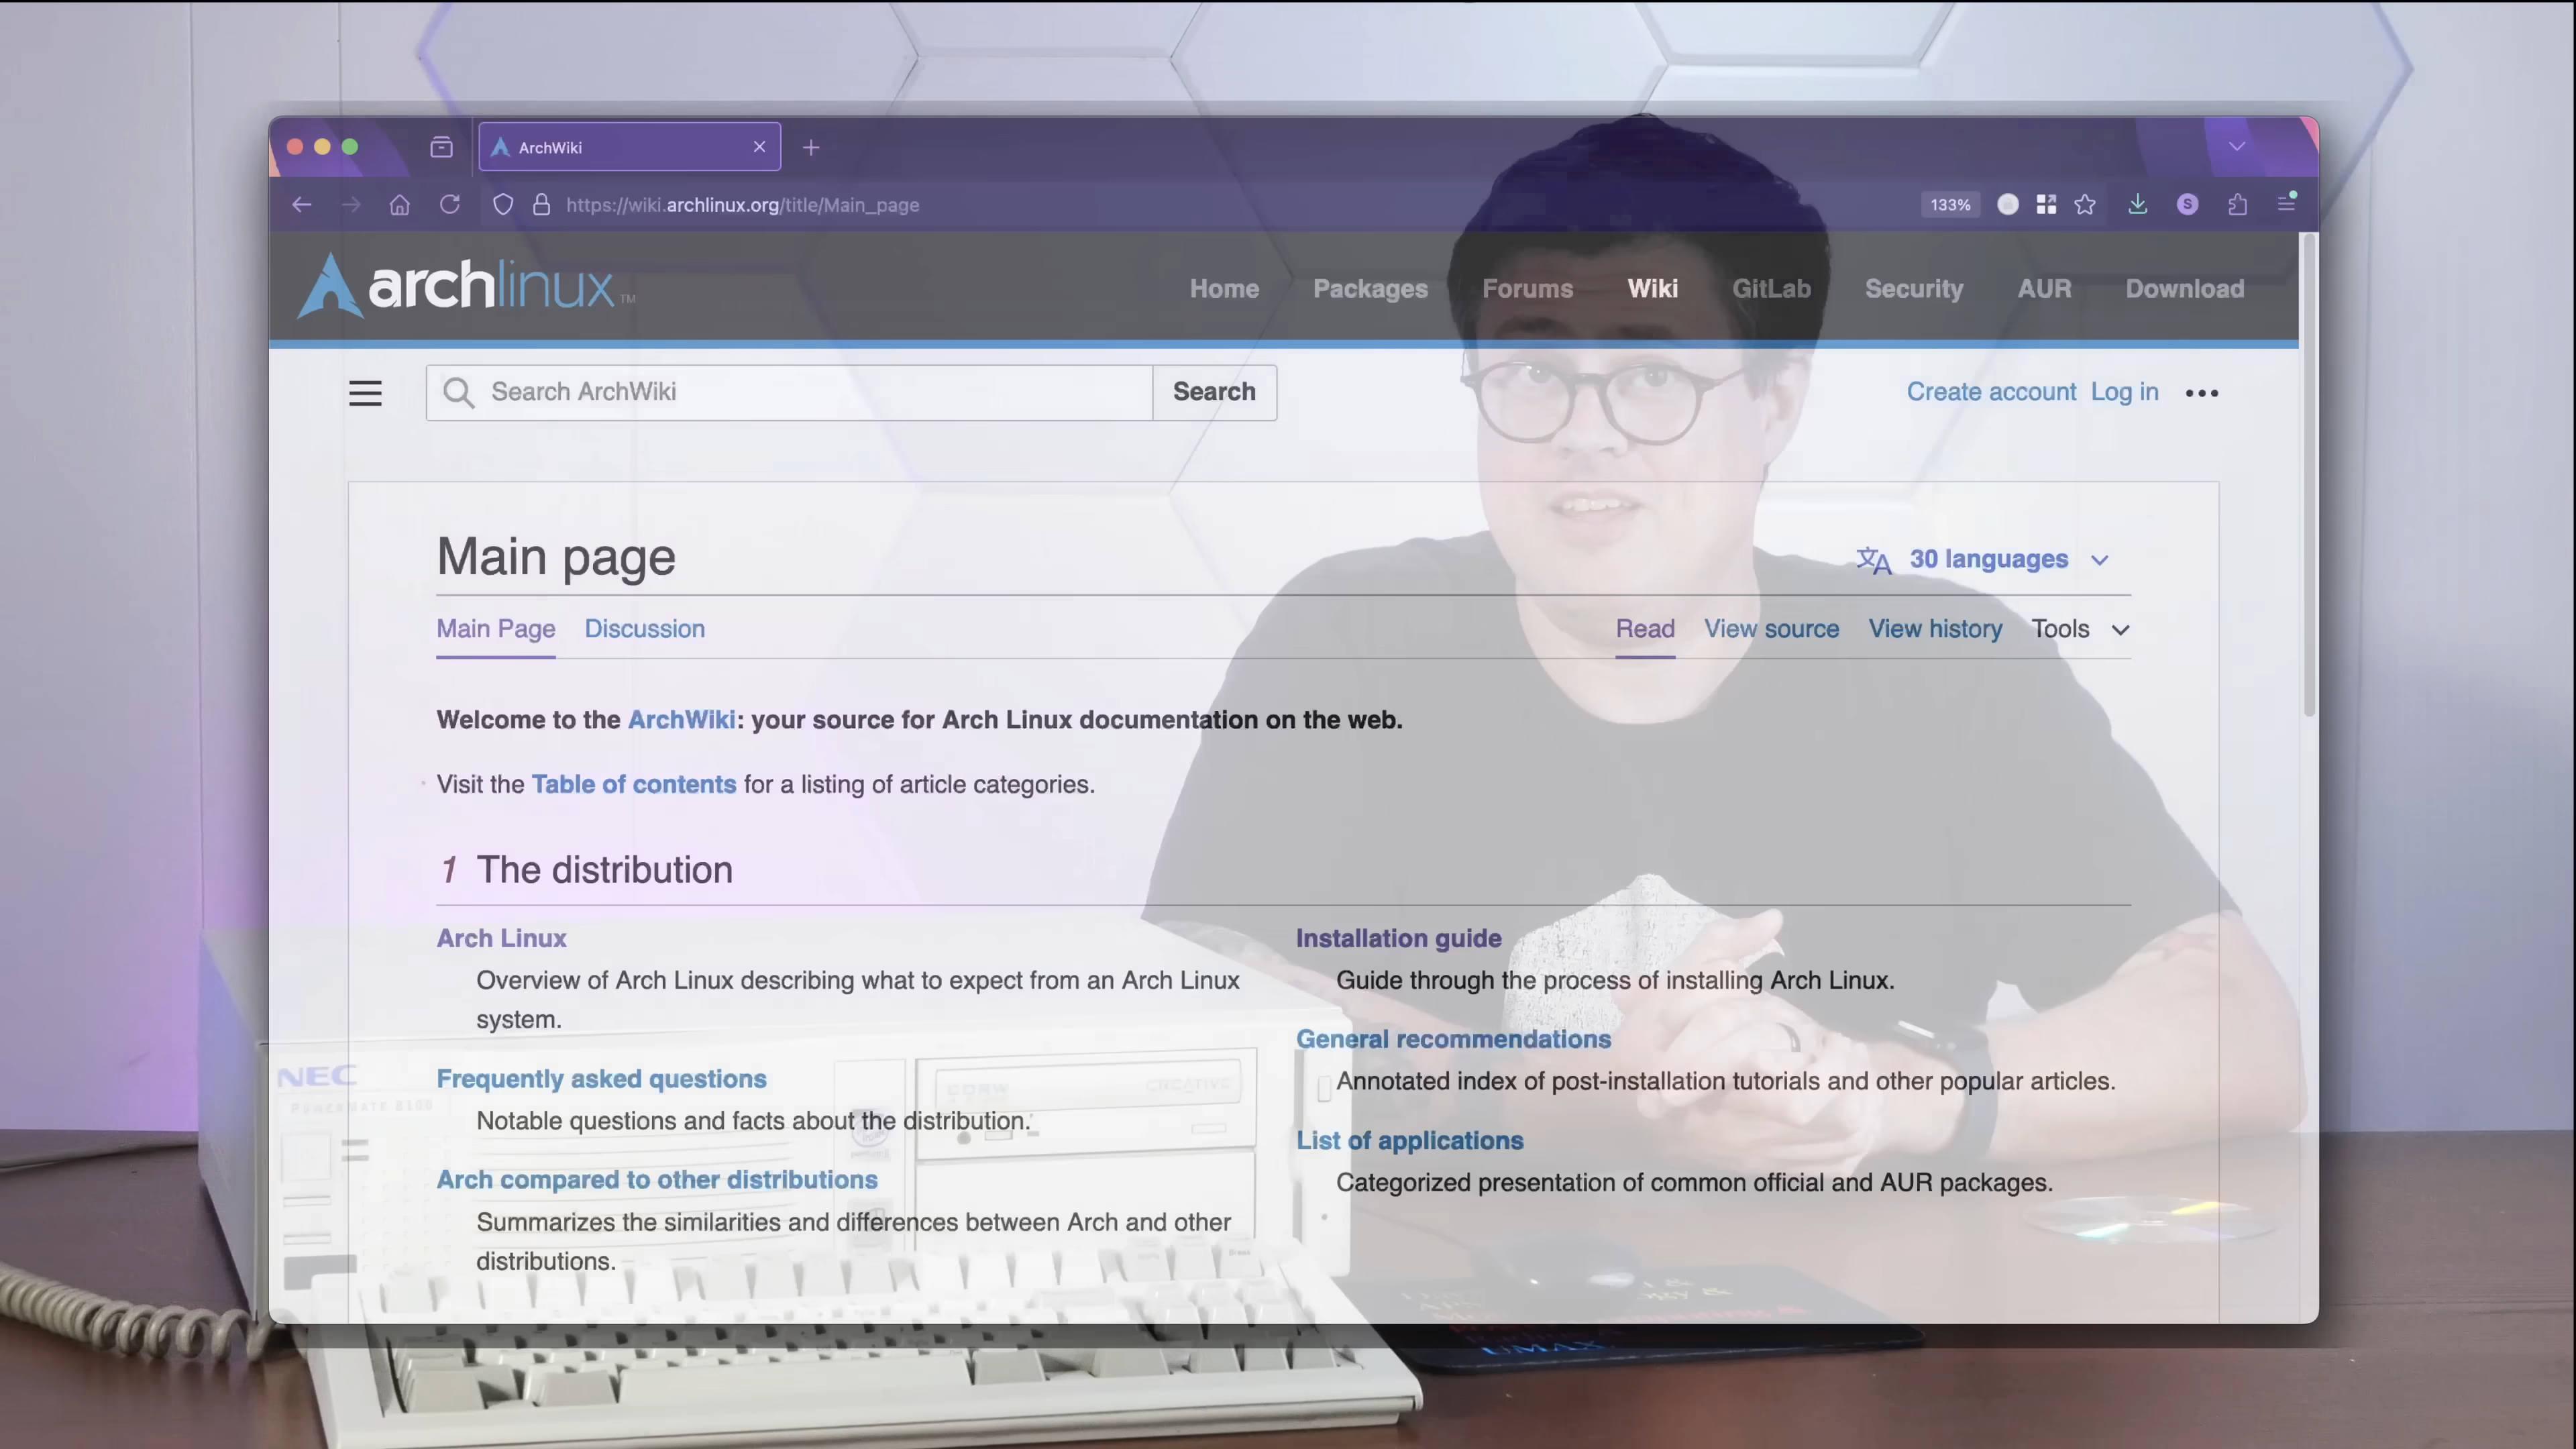 ArchWiki
https://wiki.archlinux.org/title/Main_page
133%
S
archlinux™
Home Packages Forums Wiki GitLab Security AUR Download
Search ArchWiki
Search
Create account Log in
Main page
30 languages
Main Page Discussion
Read View source View history Tools
Welcome to the ArchWiki: your source for Arch Linux documentation on the web.
Visit the Table of contents for a listing of article categories.
1 The distribution
Arch Linux
Overview of Arch Linux describing what to expect from an Arch Linux
system.
Frequently asked questions
Notable questions and facts about the distribution.
Arch compared to other distributions
Summarizes the similarities and differences between Arch and other
distributions.
Installation guide
Guide through the process of installing Arch Linux.
General recommendations
Annotated index of post-installation tutorials and other popular articles.
List of applications
Categorized presentation of common official and AUR packages.
NEC
POWERMATE 8100
CDRW
CREATIVE
Break
UMAX